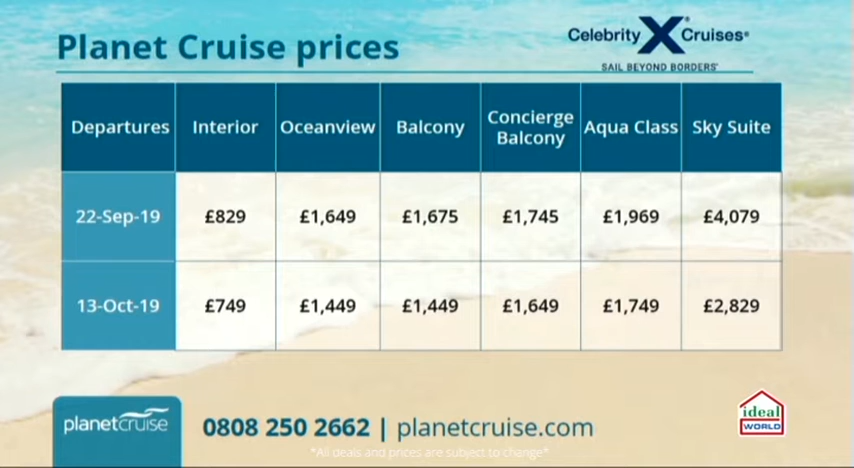 Planet Cruise prices
Celebrity X Cruises®
SAIL BEYOND BORDERS®
Departures Interior Oceanview Balcony Concierge Balcony Aqua Class Sky Suite
22-Sep-19 £829 £1,649 £1,675 £1,745 £1,969 £4,079
13-Oct-19 £749 £1,449 £1,449 £1,649 £1,749 £2,829
planetcruise
0808 250 2662 | planetcruise.com
*All deals and prices are subject to change*
ideal
WORLD